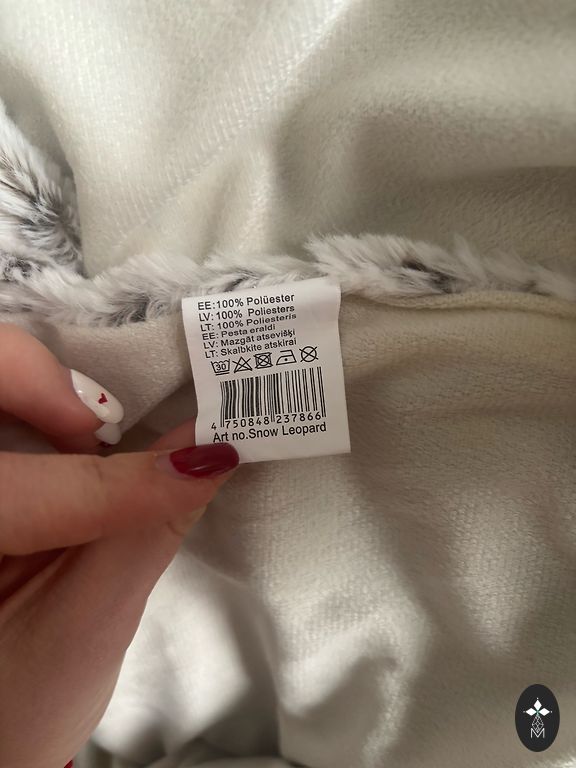 EE:100% Polüester
LV:100% Poliesters
LT:100% Poliesteris
EE:Pesta eraldi
LV:Mazgāt atsevišķi
LT:Skalbkite atskirai
30
4 750848 237866
Art no.Snow Leopard
M